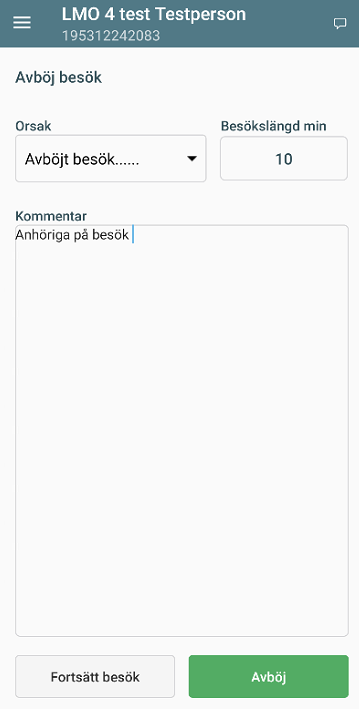 LMO 4 test Testperson
195312242083
Avböj besök
Orsak
Besökslängd min
Avböjt besök......
10
Kommentar
Anhöriga på besök
Fortsätt besök
Avböj